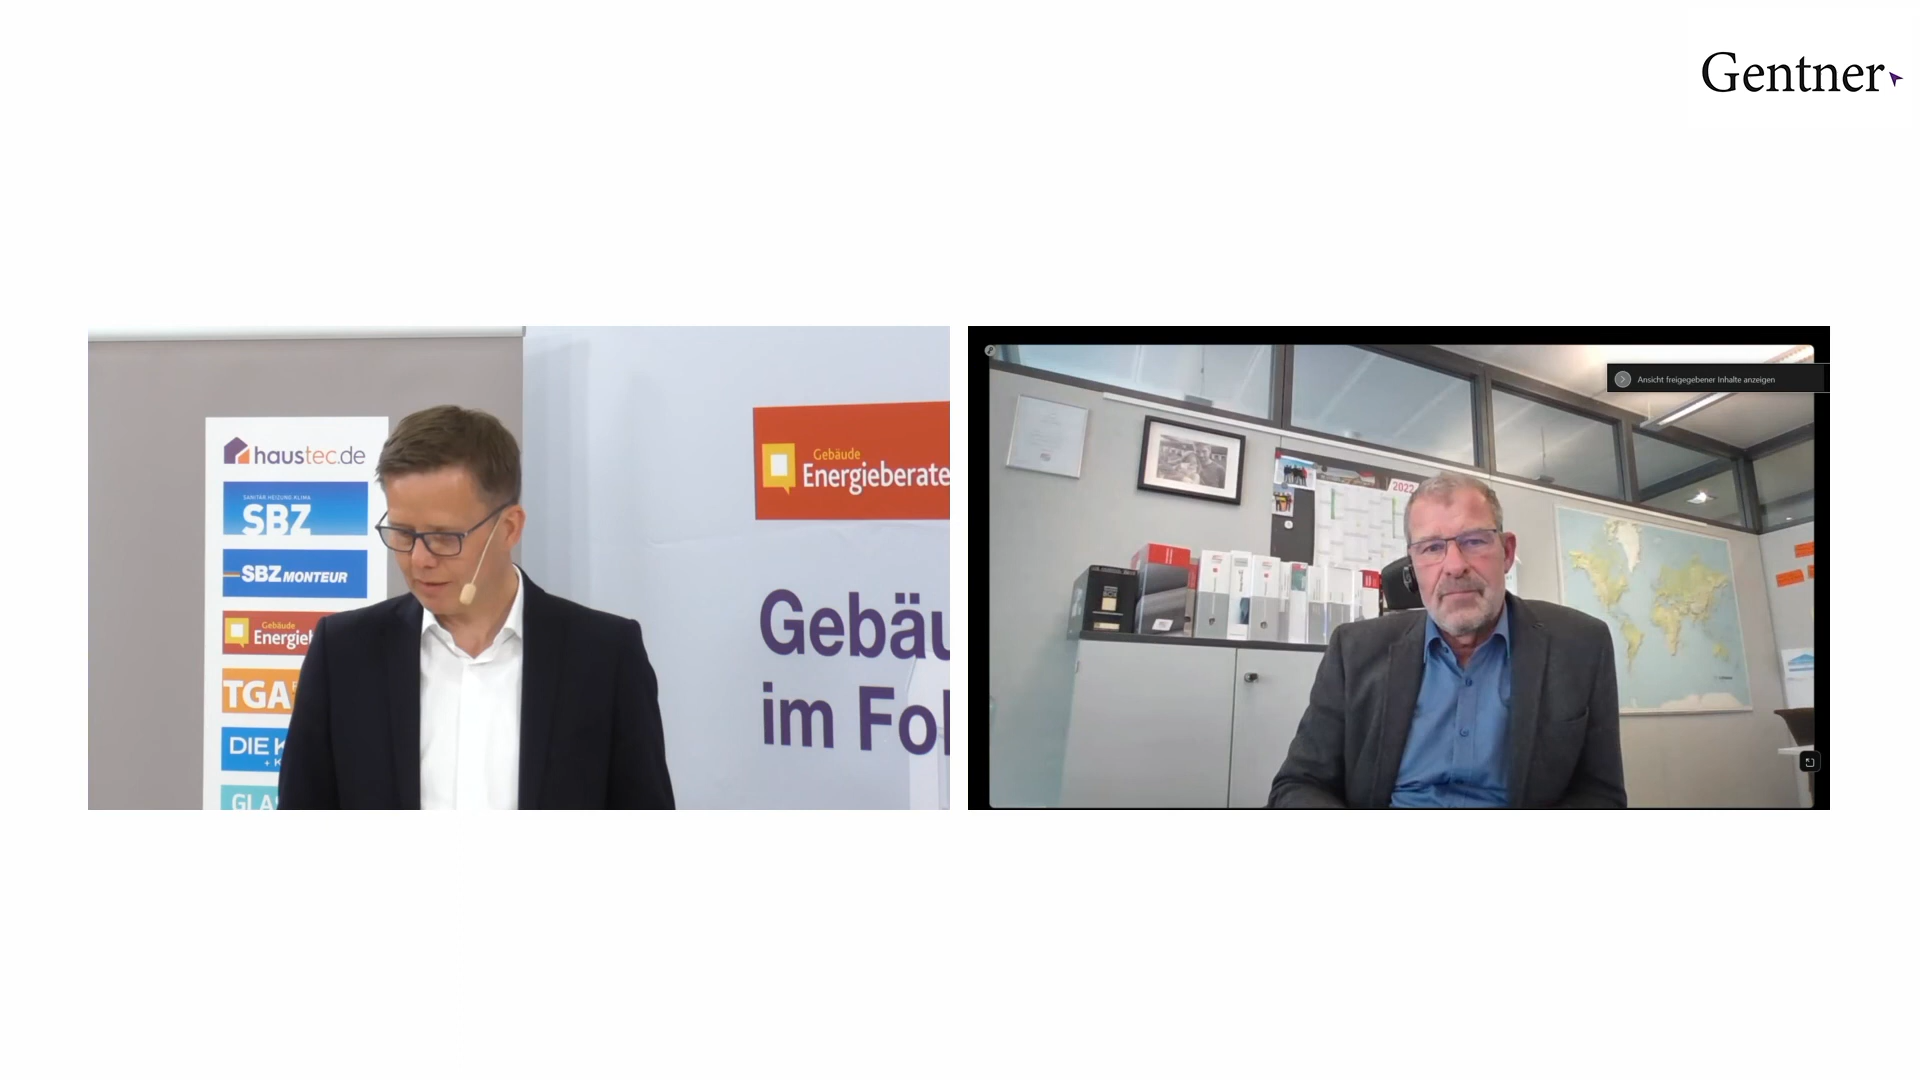 Gentner
haustec.de
SANITÄR HEIZUNG KLIMA
SBZ
SBZ MONTEUR
Gebäude
Energieb
TGA
DIE K
+ K
GLAS
Gebäude
Energieberate
Gebäu
im Fo
Ansicht freigegebener Inhalte anzeigen
2022